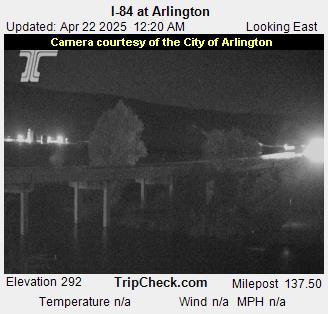 I-84 at Arlington
Updated: Apr 22 2025 12:20 AM Looking East
Camera courtesy of the City of Arlington
Elevation 292 TripCheck.com Milepost 137.50
Temperature n/a Wind n/a MPH n/a